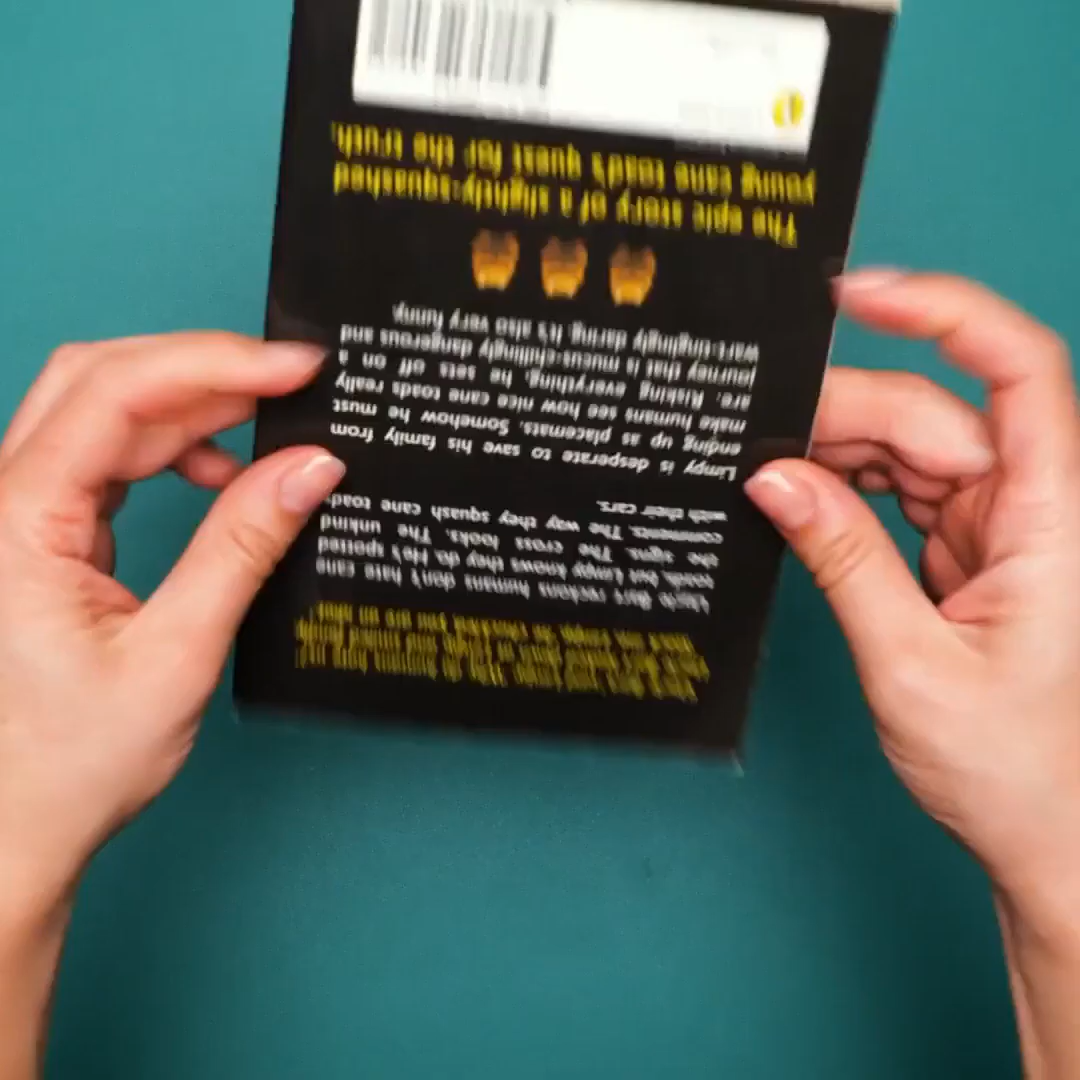 Uncle Bart reckons humans don't hate cane
toads, but Limpy knows they do. He's spotted
the signs. The cross looks. The unkind
comments. The way they squash cane toads
with their cars.
Limpy is desperate to save his family from
ending up as placemats. Somehow he must
make humans see how nice cane toads really
are. Risking everything, he sets off on a
journey that is mucus-chillingly dangerous and
wart-tinglingly daring. It's also very funny.
The epic story of a slightly-squashed
young cane toad's quest for the truth.